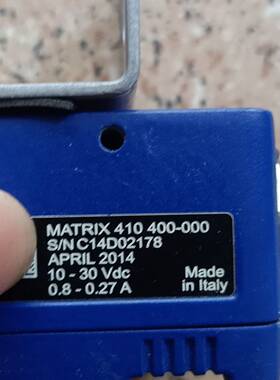 MATRIX 410 400-000
S/N C14D02178
APRIL 2014
10 - 30 Vdc Made
0.8 - 0.27 A in Italy